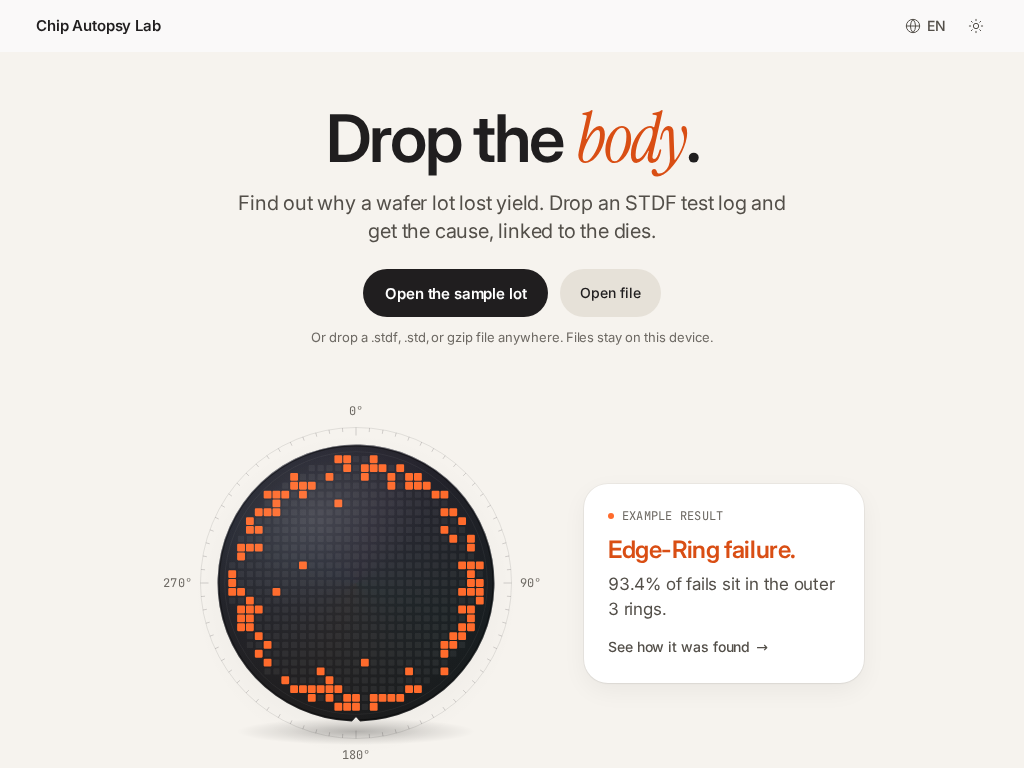 Chip Autopsy Lab
EN
Drop the body.
Find out why a wafer lot lost yield. Drop an STDF test log and
get the cause, linked to the dies.
Open the sample lot
Open file
Or drop a .stdf, .std, or gzip file anywhere. Files stay on this device.
0°
270°
90°
180°
EXAMPLE RESULT
Edge-Ring failure.
93.4% of fails sit in the outer
3 rings.
See how it was found →